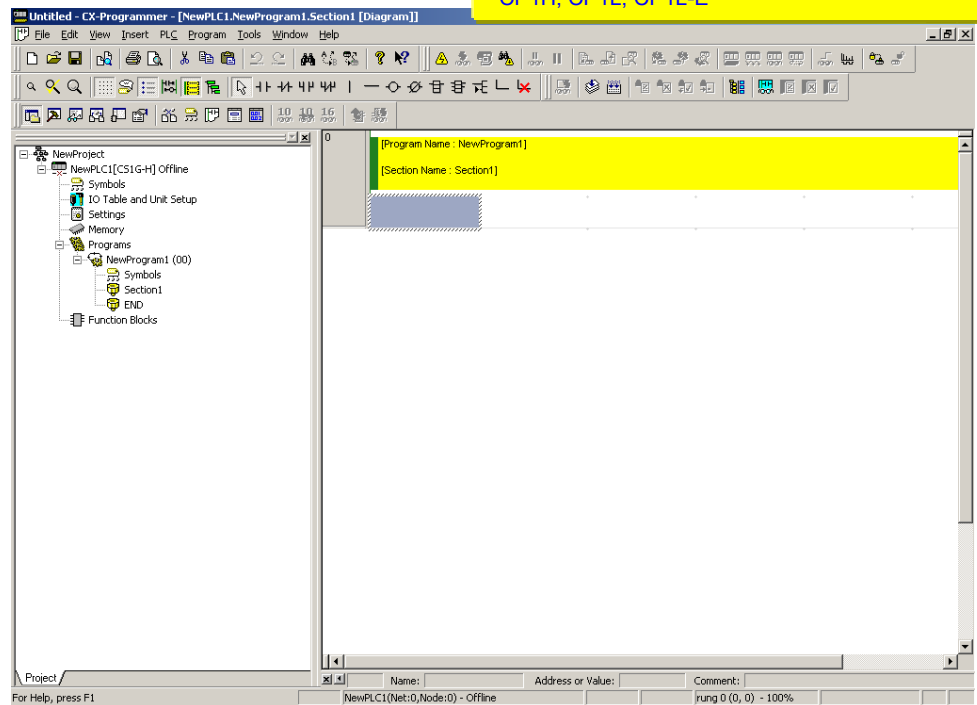 CP1H, CP1L, CP1L-E
Untitled - CX-Programmer - [NewPLC1.NewProgram1.Section1 [Diagram]]
File Edit View Insert PLC Program Tools Window Help
10 10 16
0
[Program Name : NewProgram1]
[Section Name : Section1]
NewProject
NewPLC1[CS1G-H] Offline
Symbols
IO Table and Unit Setup
Settings
Memory
Programs
NewProgram1 (00)
Symbols
Section1
END
Function Blocks
Project
Name: Address or Value: Comment:
For Help, press F1 NewPLC1(Net:0,Node:0) - Offline rung 0 (0, 0) - 100%